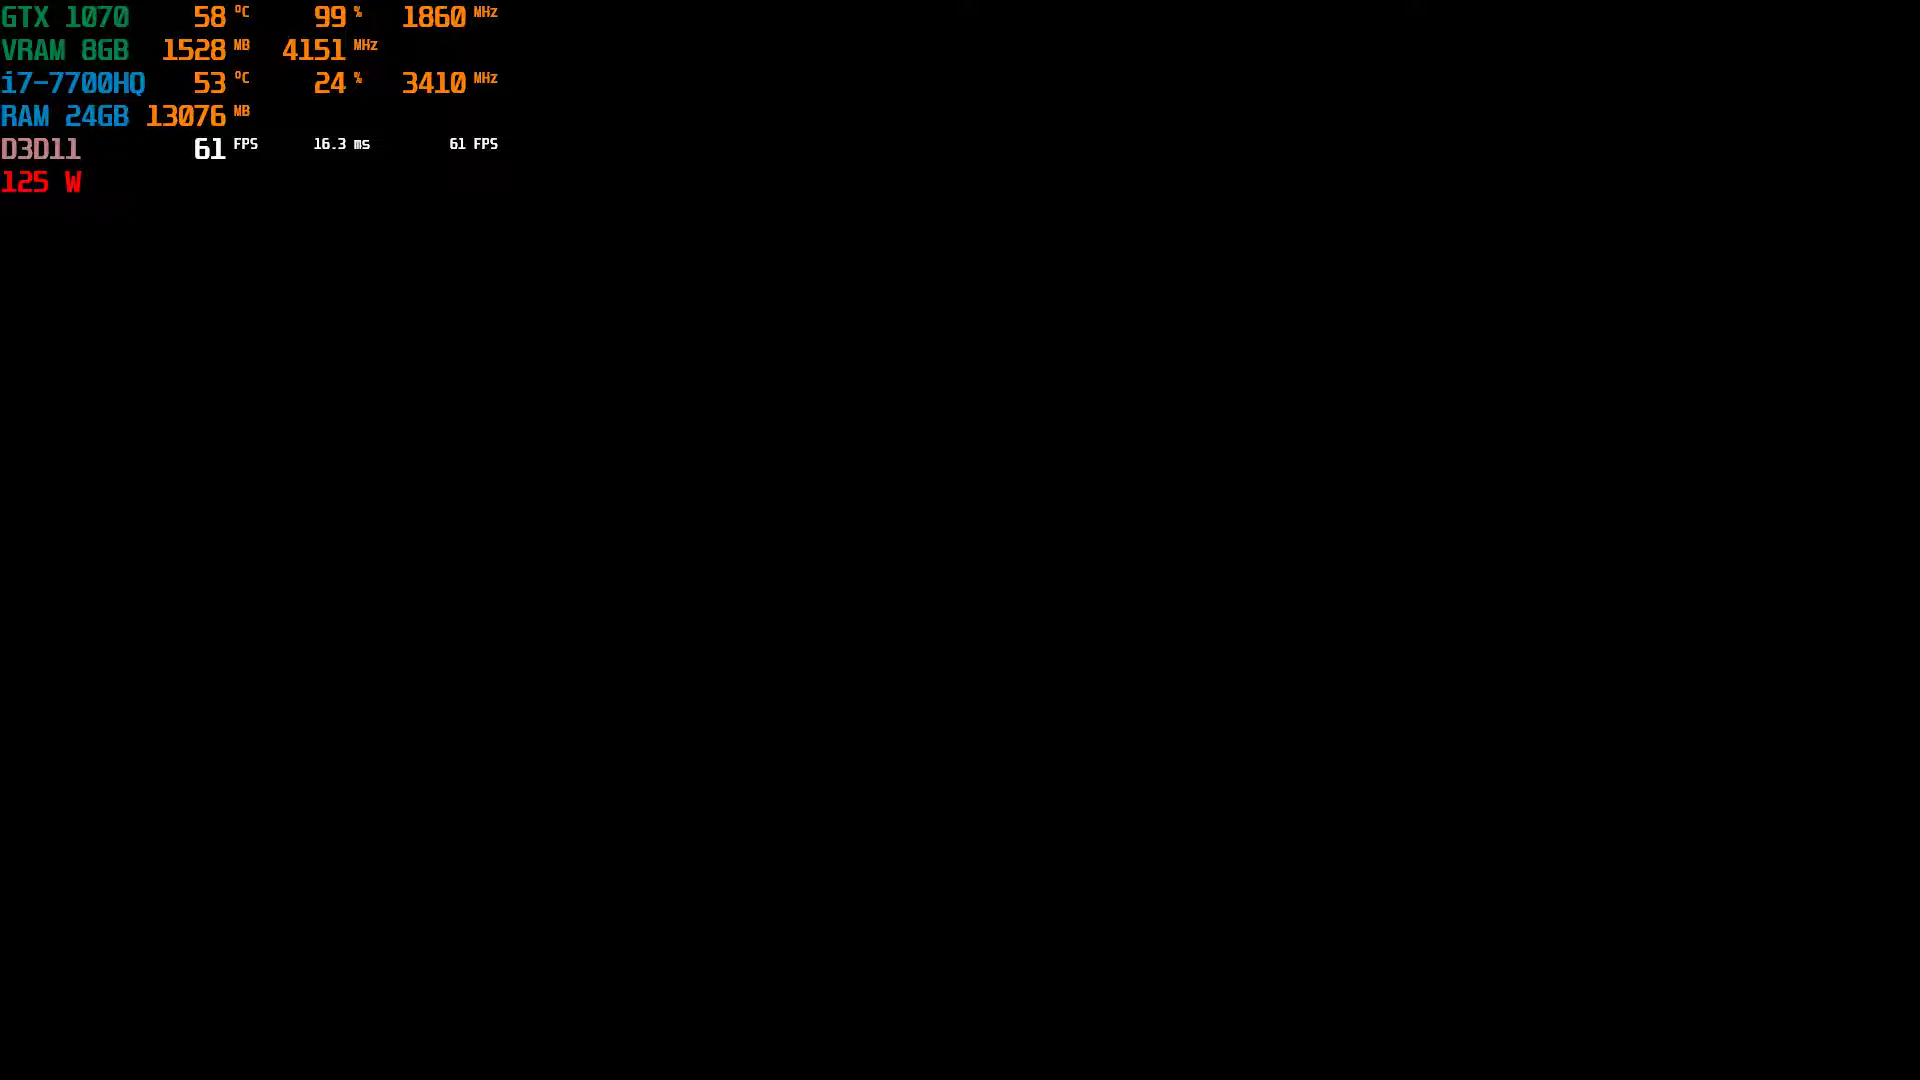 GTX 1070 58 °C 99 % 1860 MHz
VRAM 8GB 1528 MB 4151 MHz
i7-7700HQ 53 °C 24 % 3410 MHz
RAM 24GB 13076 MB
D3D11 61 FPS 16.3 ms 61 FPS
125 W